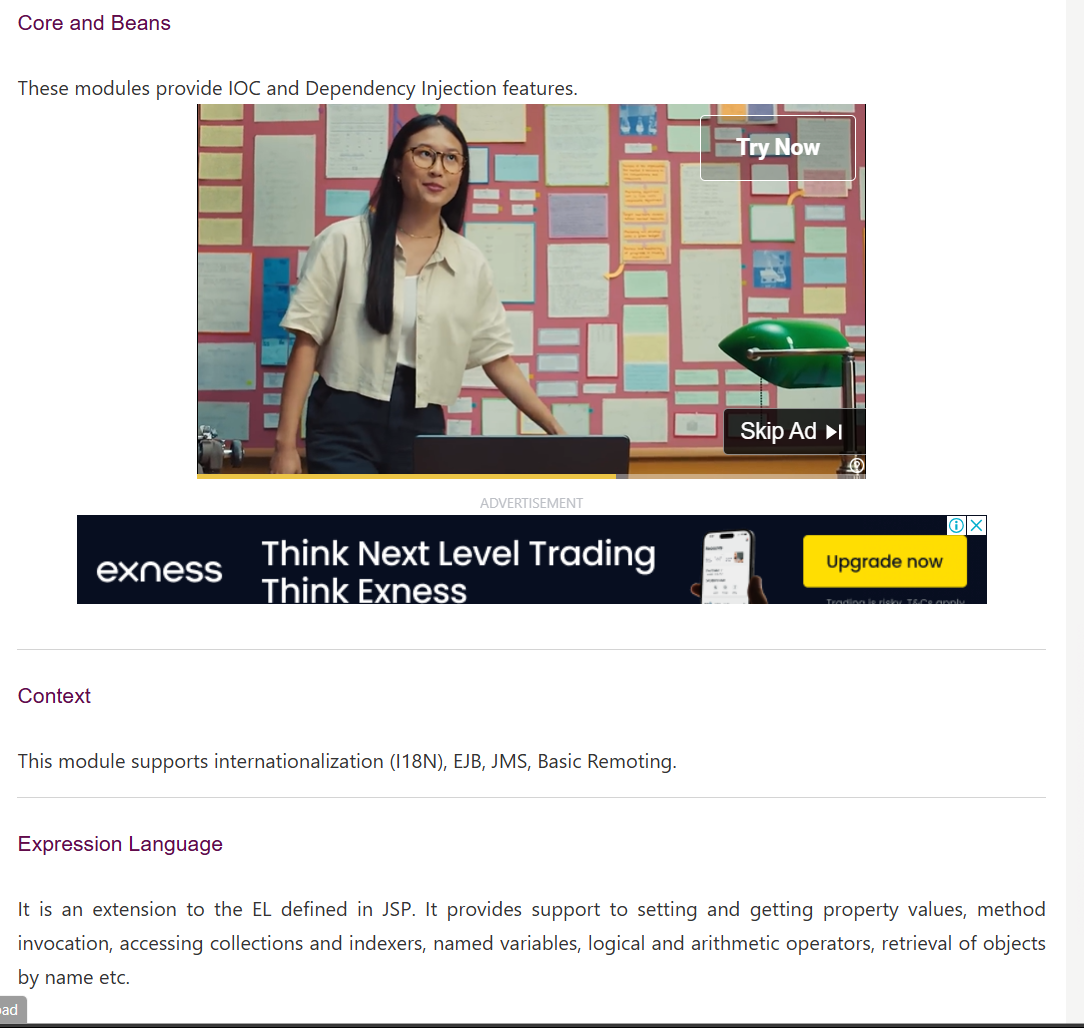 Core and Beans
These modules provide IOC and Dependency Injection features.
Try Now
Skip Ad
ADVERTISEMENT
exness
Think Next Level Trading
Think Exness
Upgrade now
Trading is risky. T&Cs apply.
Context
This module supports internationalization (I18N), EJB, JMS, Basic Remoting.
Expression Language
It is an extension to the EL defined in JSP. It provides support to setting and getting property values, method
invocation, accessing collections and indexers, named variables, logical and arithmetic operators, retrieval of objects
by name etc.